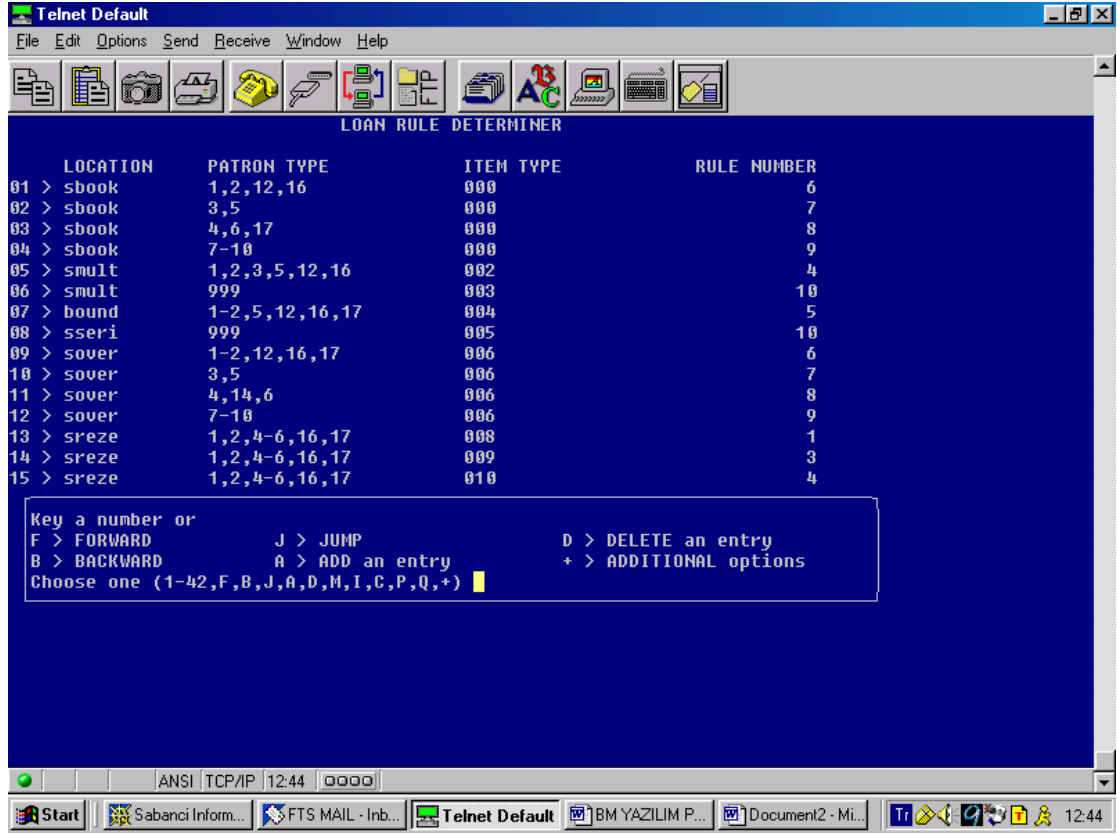 Telnet Default
File Edit Options Send Receive Window Help
FTP
LOAN RULE DETERMINER
LOCATION PATRON TYPE ITEM TYPE RULE NUMBER
01 > sbook 1,2,12,16 000 6
02 > sbook 3,5 000 7
03 > sbook 4,6,17 000 8
04 > sbook 7-10 000 9
05 > smult 1,2,3,5,12,16 002 4
06 > smult 999 003 10
07 > bound 1-2,5,12,16,17 004 5
08 > sseri 999 005 10
09 > sover 1-2,12,16,17 006 6
10 > sover 3,5 006 7
11 > sover 4,14,6 006 8
12 > sover 7-10 006 9
13 > sreze 1,2,4-6,16,17 008 1
14 > sreze 1,2,4-6,16,17 009 3
15 > sreze 1,2,4-6,16,17 010 4
Key a number or
F > FORWARD J > JUMP D > DELETE an entry
B > BACKWARD A > ADD an entry + > ADDITIONAL options
Choose one (1-42,F,B,J,A,D,M,I,C,P,Q,+)
ANSI TCP/IP 12:44
Start Sabanci Inform... FTS MAIL - Inb... Telnet Default BM YAZILIM P... Document2 - Mi... Tr 12:44